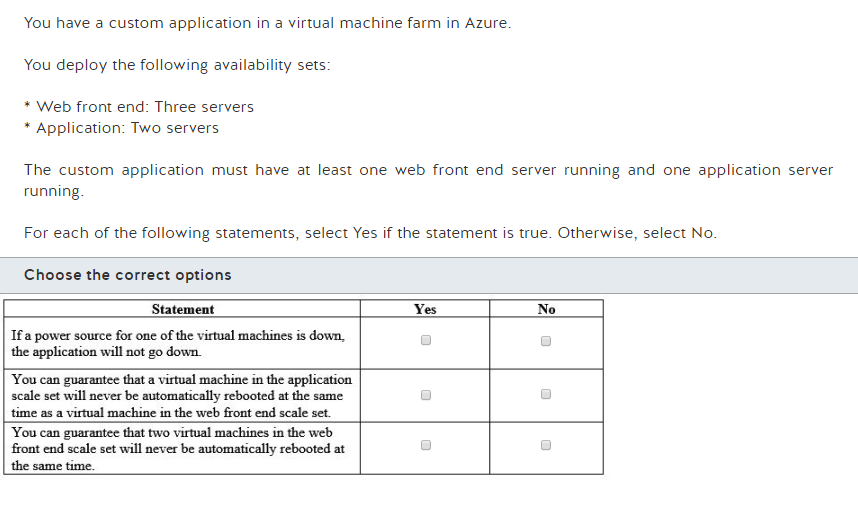 You have a custom application in a virtual machine farm in Azure.
You deploy the following availability sets:
* Web front end: Three servers
* Application: Two servers
The custom application must have at least one web front end server running and one application server
running.
For each of the following statements, select Yes if the statement is true. Otherwise, select No.
Choose the correct options
Statement Yes No
If a power source for one of the virtual machines is down,
the application will not go down.
You can guarantee that a virtual machine in the application
scale set will never be automatically rebooted at the same
time as a virtual machine in the web front end scale set.
You can guarantee that two virtual machines in the web
front end scale set will never be automatically rebooted at
the same time.